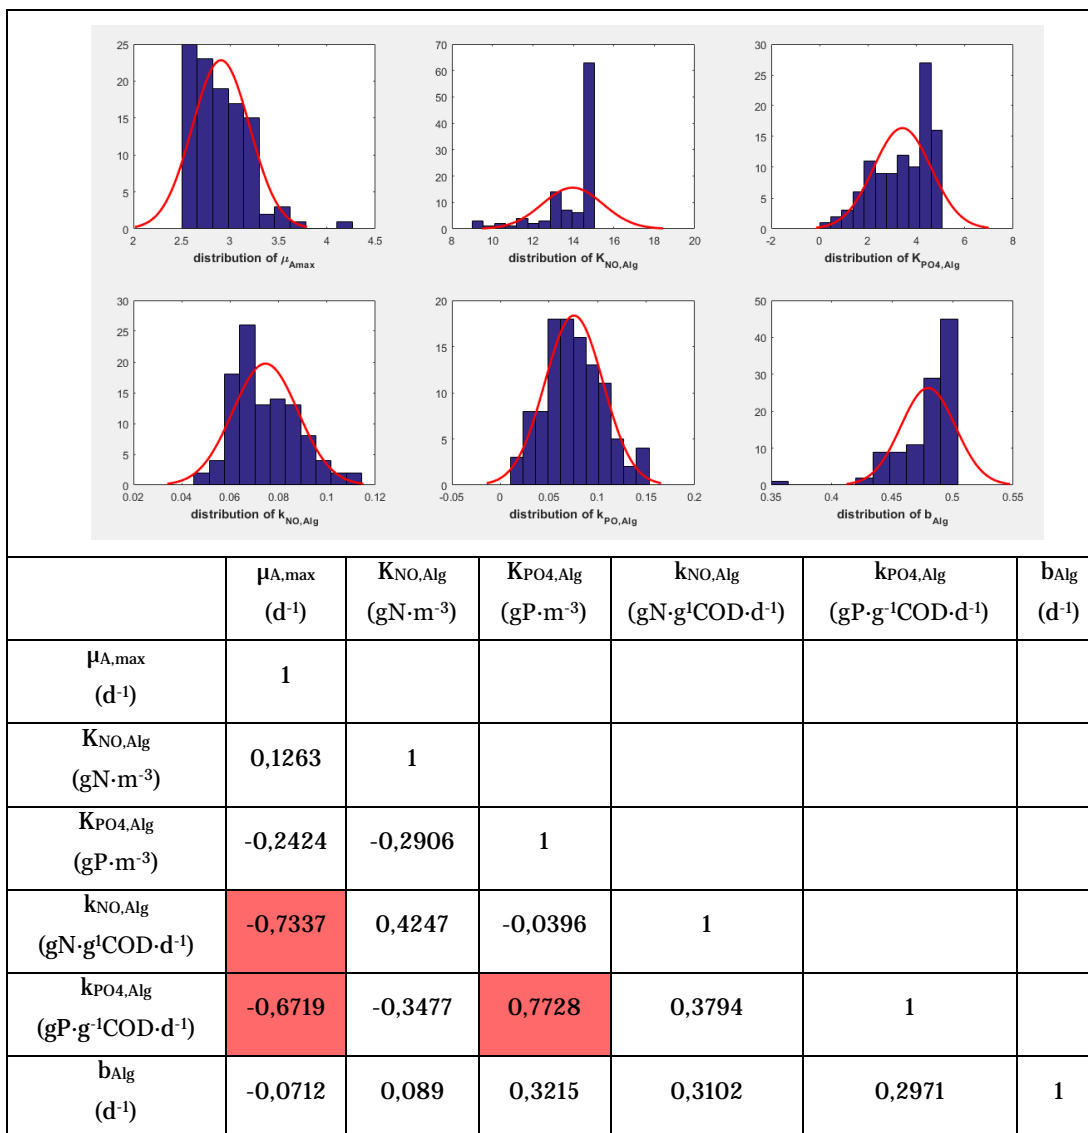 25
20
15
10
5
0
2 2.5 3 3.5 4 4.5
distribution of μAmax
70
60
50
40
30
20
10
0
8 10 12 14 16 18 20
distribution of KNO,Alg
30
25
20
15
10
5
0
-2 0 2 4 6 8
distribution of KPO4,Alg
30
25
20
15
10
5
0
0.02 0.04 0.06 0.08 0.1 0.12
distribution of kNO,Alg
20
15
10
5
0
-0.05 0 0.05 0.1 0.15 0.2
distribution of kPO,Alg
50
40
30
20
10
0
0.35 0.4 0.45 0.5 0.55
distribution of bAlg
μA,max KNO,Alg KPO4,Alg kNO,Alg kPO4,Alg bAlg
(d-1) (gN·m-3) (gP·m-3) (gN·g1COD·d-1) (gP·g-1COD·d-1) (d-1)
μA,max
(d-1)
1
KNO,Alg
(gN·m-3)
0,1263 1
KPO4,Alg
(gP·m-3)
-0,2424 -0,2906 1
kNO,Alg
(gN·g1COD·d-1)
-0,7337 0,4247 -0,0396 1
kPO4,Alg
(gP·g-1COD·d-1)
-0,6719 -0,3477 0,7728 0,3794 1
bAlg
(d-1)
-0,0712 0,089 0,3215 0,3102 0,2971 1